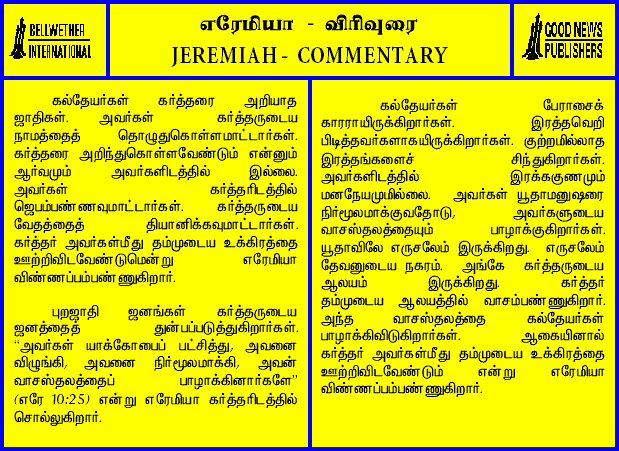 BELLWETHER
INTERNATIONAL
எரேமியா - விரிவுரை
JEREMIAH - COMMENTARY
GOOD NEWS
PUBLISHERS
கல்தேயர்கள் கர்த்தரை அறியாத
ஜாதிகள். அவர்கள் கர்த்தருடைய
நாமத்தைத் தொழுதுகொள்ளமாட்டார்கள்.
கர்த்தரை அறிந்துகொள்ளவேண்டும் என்னும்
ஆர்வமும் அவர்களிடத்தில் இல்லை.
அவர்கள் கர்த்தரிடத்தில்
ஜெபம்பண்ணவுமாட்டார்கள். கர்த்தருடைய
வேதத்தைத் தியானிக்கவுமாட்டார்கள்.
கர்த்தர் அவர்கள்மீது தம்முடைய உக்கிரத்தை
ஊற்றிவிடவேண்டுமென்று எரேமியா
விண்ணப்பம்பண்ணுகிறார்.
புறஜாதி ஜனங்கள் கர்த்தருடைய
ஜனத்தைத் துன்பப்படுத்துகிறார்கள்.
“அவர்கள் யாக்கோபைப் பட்சித்து, அவனை
விழுங்கி, அவனை நிர்மூலமாக்கி, அவன்
வாசஸ்தலத்தைப் பாழாக்கினார்களே”
(எரே 10:25) என்று எரேமியா கர்த்தரிடத்தில்
சொல்லுகிறார்.
கல்தேயர்கள் பேராசைக்
காரராயிருக்கிறார்கள். இரத்தவெறி
பிடித்தவர்களாகயிருக்கிறார்கள். குற்றமில்லாத
இரத்தங்களைச் சிந்துகிறார்கள்.
அவர்களிடத்தில் இரக்ககுணமும்
மனநேயமுமில்லை. அவர்கள் யூதாமனுஷரை
நிர்மூலமாக்குவதோடு, அவர்களுடைய
வாசஸ்தலத்தையும் பாழாக்குகிறார்கள்.
யூதாவிலே எருசலேம் இருக்கிறது. எருசலேம்
தேவனுடைய நகரம். அங்கே கர்த்தருடைய
ஆலயம் இருக்கிறது. கர்த்தர்
தம்முடைய ஆலயத்தில் வாசம்பண்ணுகிறார்.
அந்த வாசஸ்தலத்தை கல்தேயர்கள்
பாழாக்கிவிடுகிறார்கள். ஆகையினால்
கர்த்தர் அவர்கள்மீது தம்முடைய உக்கிரத்தை
ஊற்றிவிடவேண்டும் என்று எரேமியா
விண்ணப்பம்பண்ணுகிறார்.